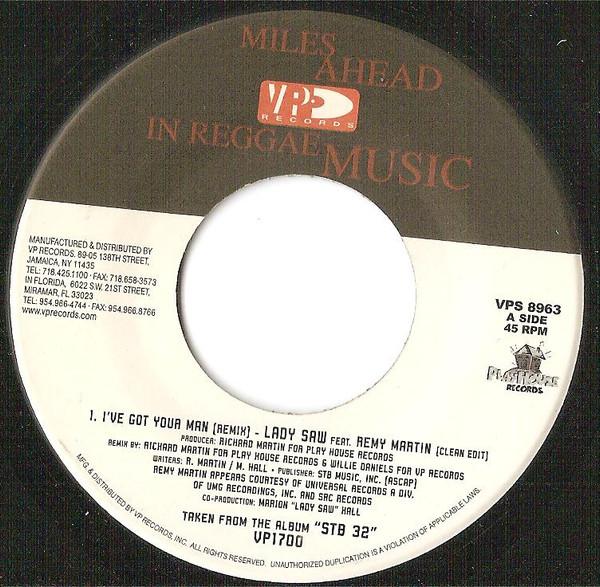 MILES
AHEAD
VP
RECORDS
IN REGGAE
MUSIC
MANUFACTURED & DISTRIBUTED BY
VP RECORDS. 89-05 138TH STREET,
JAMAICA, NY 11435
TEL: 718.425.1100 · FAX: 718.658-3573
IN FLORIDA, 6022 S.W. 21ST STREET,
MIRAMAR, FL 33023
TEL: 954.966-4744 · FAX: 954.966.8766
www.vprecords.com
VPS 8963
A SIDE
45 RPM
PLAYHOUSE
RECORDS
1. I'VE GOT YOUR MAN (REMIX) - LADY SAW FEAT. REMY MARTIN (CLEAN EDIT)
PRODUCER: RICHARD MARTIN FOR PLAY HOUSE RECORDS
REMIX BY: RICHARD MARTIN FOR PLAY HOUSE RECORDS & WILLIE DANIELS FOR VP RECORDS
WRITERS: R. MARTIN / M. HALL · PUBLISHER: STB MUSIC, INC. (ASCAP)
REMY MARTIN APPEARS COURTESY OF UNIVERSAL RECORDS A DIV.
OF UMG RECORDINGS, INC. AND SRC RECORDS
CO-PRODUCTION: MARION "LADY SAW" HALL
TAKEN FROM THE ALBUM "STB 32"
VP1700
MFG. & DISTRIBUTED BY VP RECORDS, INC. ALL RIGHTS RESERVED. UNAUTHORIZED DUPLICATION IS A VIOLATION OF APPLICABLE LAWS.